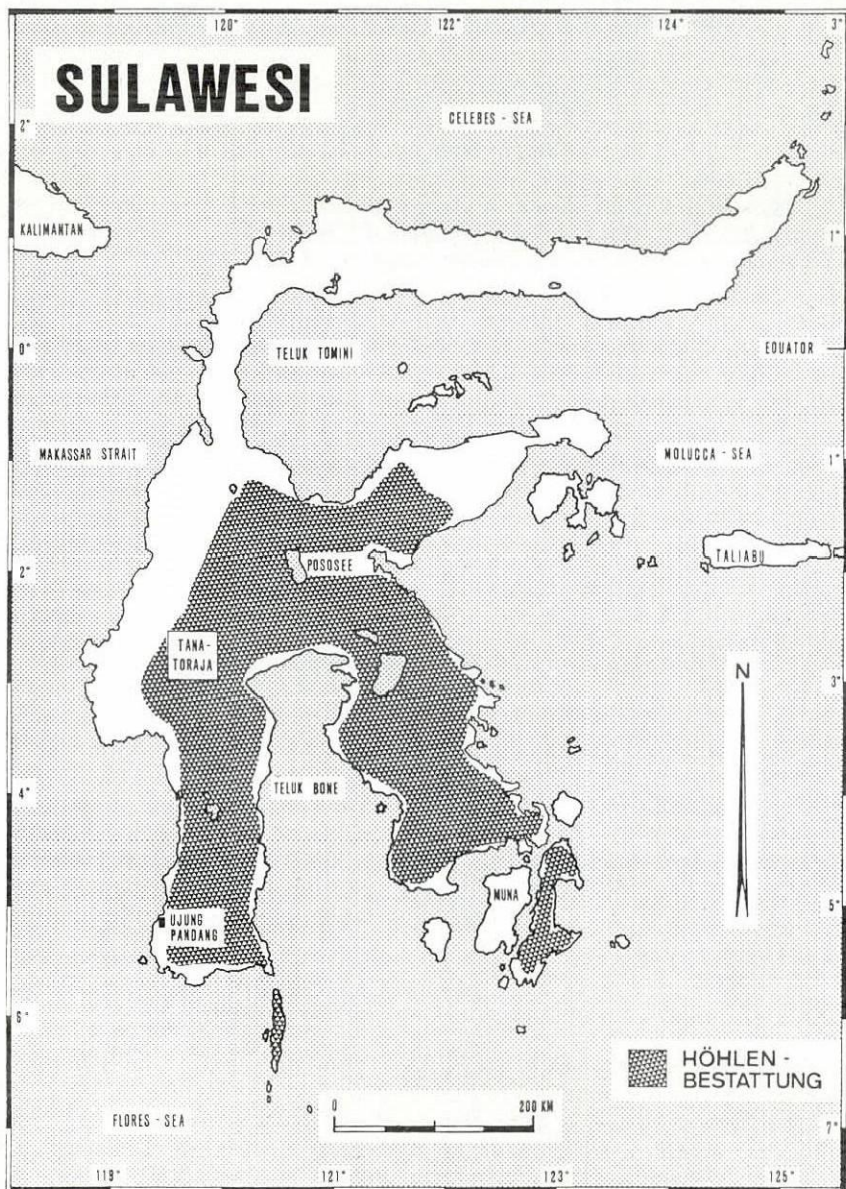 120°
122°
124°
3°
SULAWESI
CELEBES - SEA
2°
KALIMANTAN
1°
0°
TELUK TOMINI
EQUATOR
MAKASSAR STRAIT
MOLUCCA - SEA
1°
TALIABU
POSOSEE
2°
TANA-
TORAJA
N
3°
TELUK BONE
4°
MUNA
UJUNG
PANDANG
5°
6°
HÖHLEN -
BESTATTUNG
0
200 KM
FLORES - SEA
7°
119°
121°
123°
125°